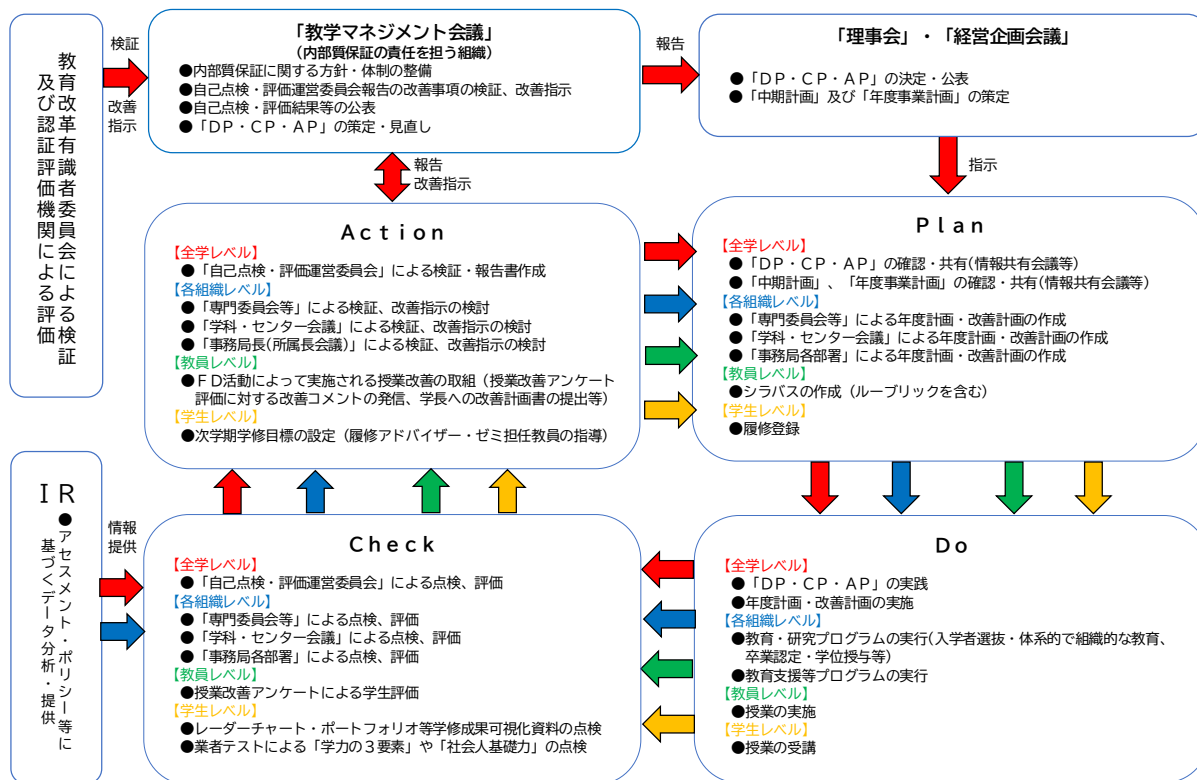 教育改革有識者委員会による検証
及び認証評価機関による評価
検証
改善
指示
「教学マネジメント会議」
(内部質保証の責任を担う組織)
●内部質保証に関する方針・体制の整備
●自己点検・評価運営委員会報告の改善事項の検証、改善指示
●自己点検・評価結果等の公表
●「ＤＰ・ＣＰ・ＡＰ」の策定・見直し
報告
「理事会」・「経営企画会議」
●「ＤＰ・ＣＰ・ＡＰ」の決定・公表
●「中期計画」及び「年度事業計画」の策定
報告
改善指示
指示
Ａｃｔｉｏｎ
【全学レベル】
●「自己点検・評価運営委員会」による検証・報告書作成
【各組織レベル】
●「専門委員会等」による検証、改善指示の検討
●「学科・センター会議」による検証、改善指示の検討
●「事務局長(所属長会議)」による検証、改善指示の検討
【教員レベル】
●ＦＤ活動によって実施される授業改善の取組（授業改善アンケート
評価に対する改善コメントの発信、学長への改善計画書の提出等）
【学生レベル】
●次学期学修目標の設定（履修アドバイザー・ゼミ担任教員の指導）
Ｐｌａｎ
【全学レベル】
●「ＤＰ・ＣＰ・ＡＰ」の確認・共有(情報共有会議等)
●「中期計画」、「年度事業計画」の確認・共有(情報共有会議等)
【各組織レベル】
●「専門委員会等」による年度計画・改善計画の作成
●「学科・センター会議」による年度計画・改善計画の作成
●「事務局各部署」による年度計画・改善計画の作成
【教員レベル】
●シラバスの作成（ルーブリックを含む）
【学生レベル】
●履修登録
ＩＲ
●アセスメント・ポリシー等に
基づくデータ分析・提供
情報
提供
Ｃｈｅｃｋ
【全学レベル】
●「自己点検・評価運営委員会」による点検、評価
【各組織レベル】
●「専門委員会等」による点検、評価
●「学科・センター会議」による点検、評価
●「事務局各部署」による点検、評価
【教員レベル】
●授業改善アンケートによる学生評価
【学生レベル】
●レーダーチャート・ポートフォリオ等学修成果可視化資料の点検
●業者テストによる「学力の３要素」や「社会人基礎力」の点検
Ｄｏ
【全学レベル】
●「ＤＰ・ＣＰ・ＡＰ」の実践
●年度計画・改善計画の実施
【各組織レベル】
●教育・研究プログラムの実行(入学者選抜・体系的で組織的な教育、
卒業認定・学位授与等)
●教育支援等プログラムの実行
【教員レベル】
●授業の実施
【学生レベル】
●授業の受講